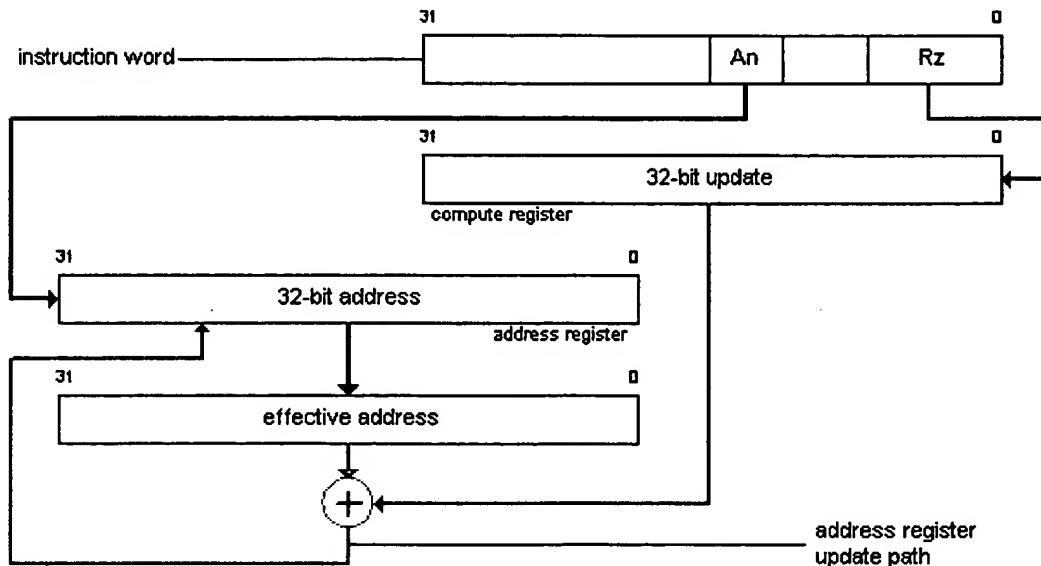 31 0
instruction word
An Rz
31 0
32-bit update
compute register
31 0
32-bit address
address register
31 0
effective address
+
address register
update path